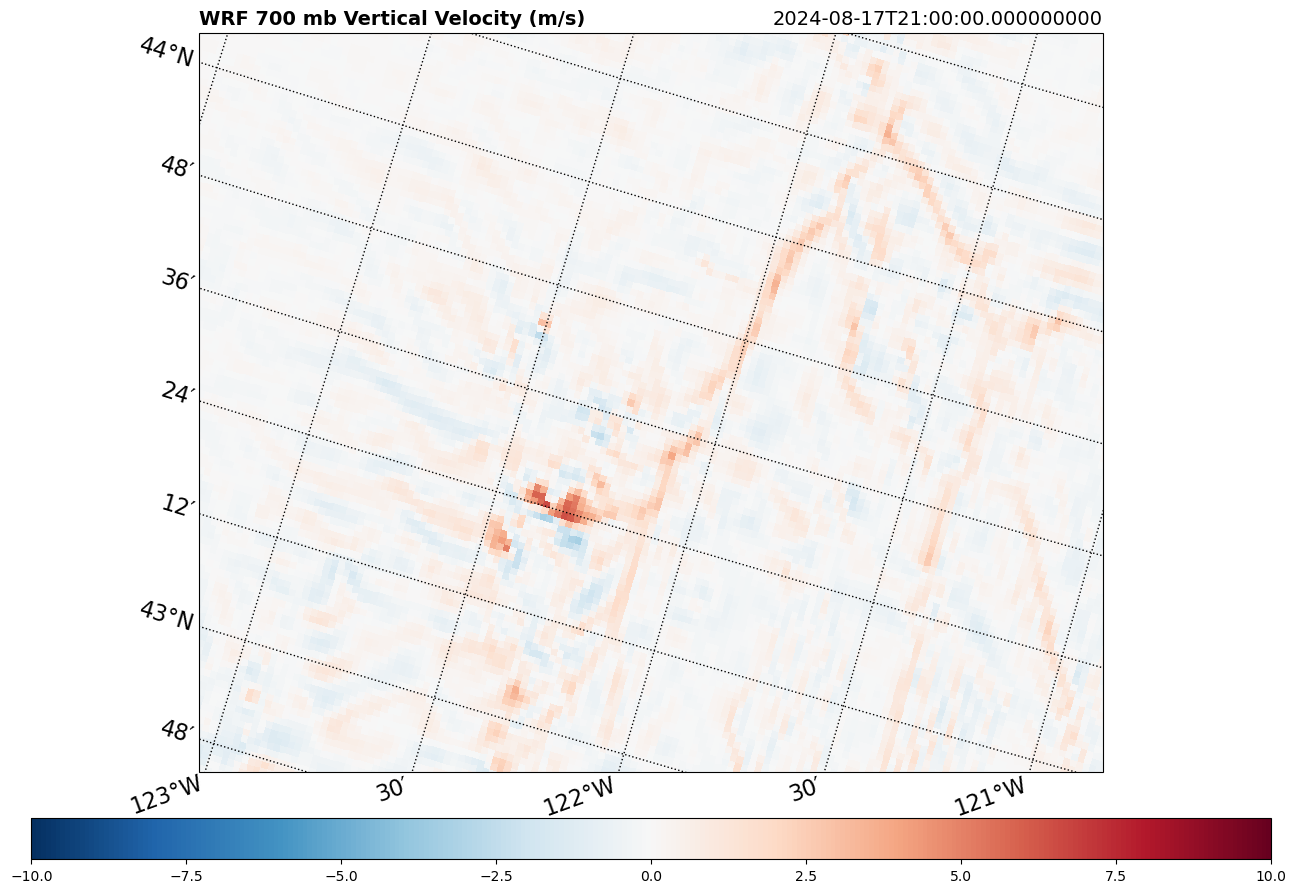 WRF 700 mb Vertical Velocity (m/s) 2024-08-17T21:00:00.000000000
44°N
48′
36′
24′
12′
43°N
48′
123°W 30′ 122°W 30′ 121°W
−10.0 −7.5 −5.0 −2.5 0.0 2.5 5.0 7.5 10.0